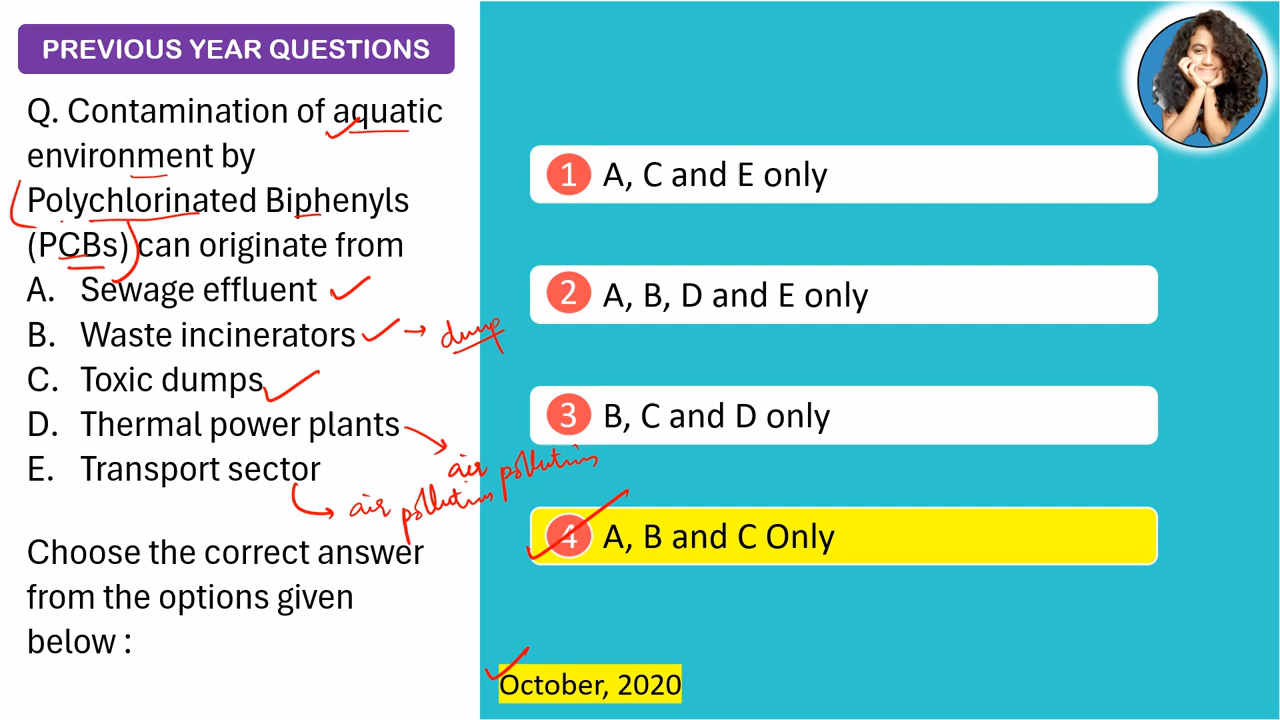 PREVIOUS YEAR QUESTIONS
Q. Contamination of aquatic
environment by
Polychlorinated Biphenyls
(PCBs) can originate from
A. Sewage effluent
B. Waste incinerators → dump
C. Toxic dumps
D. Thermal power plants
air pollution
E. Transport sector
air pollution
Choose the correct answer
from the options given
below :
1 A, C and E only
2 A, B, D and E only
3 B, C and D only
4 A, B and C Only
October, 2020